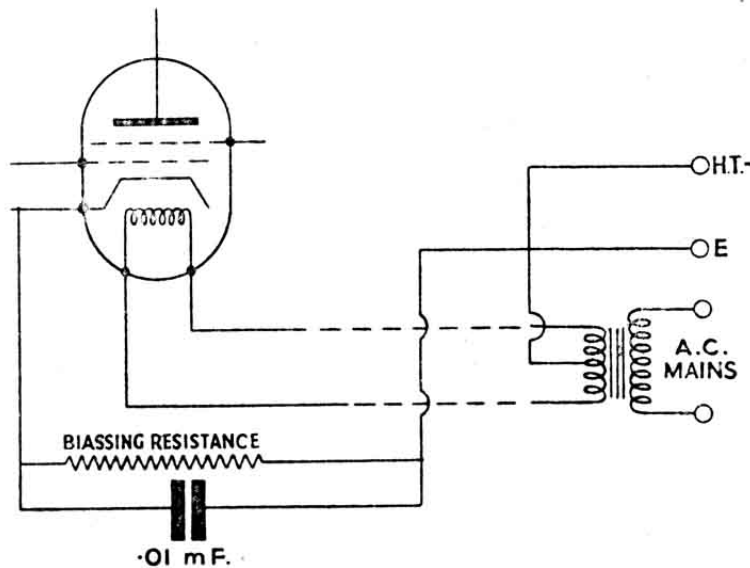 H.T.-
E
A.C.
MAINS
BIASSING RESISTANCE
·01 mF.